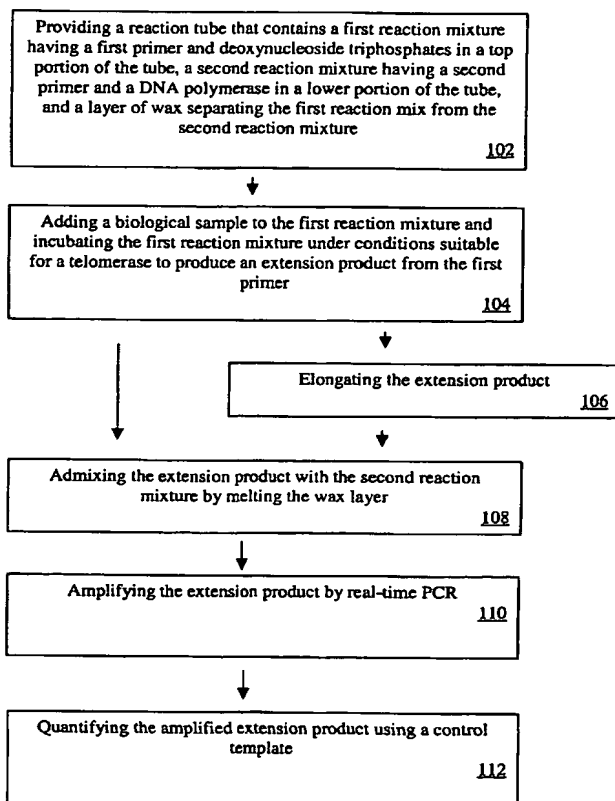 Providing a reaction tube that contains a first reaction mixture
having a first primer and deoxynucleoside triphosphates in a top
portion of the tube, a second reaction mixture having a second
primer and a DNA polymerase in a lower portion of the tube,
and a layer of wax separating the first reaction mix from the
second reaction mixture
102
Adding a biological sample to the first reaction mixture and
incubating the first reaction mixture under conditions suitable
for a telomerase to produce an extension product from the first
primer
104
Elongating the extension product
106
Admixing the extension product with the second reaction
mixture by melting the wax layer
108
Amplifying the extension product by real-time PCR
110
Quantifying the amplified extension product using a control
template
112